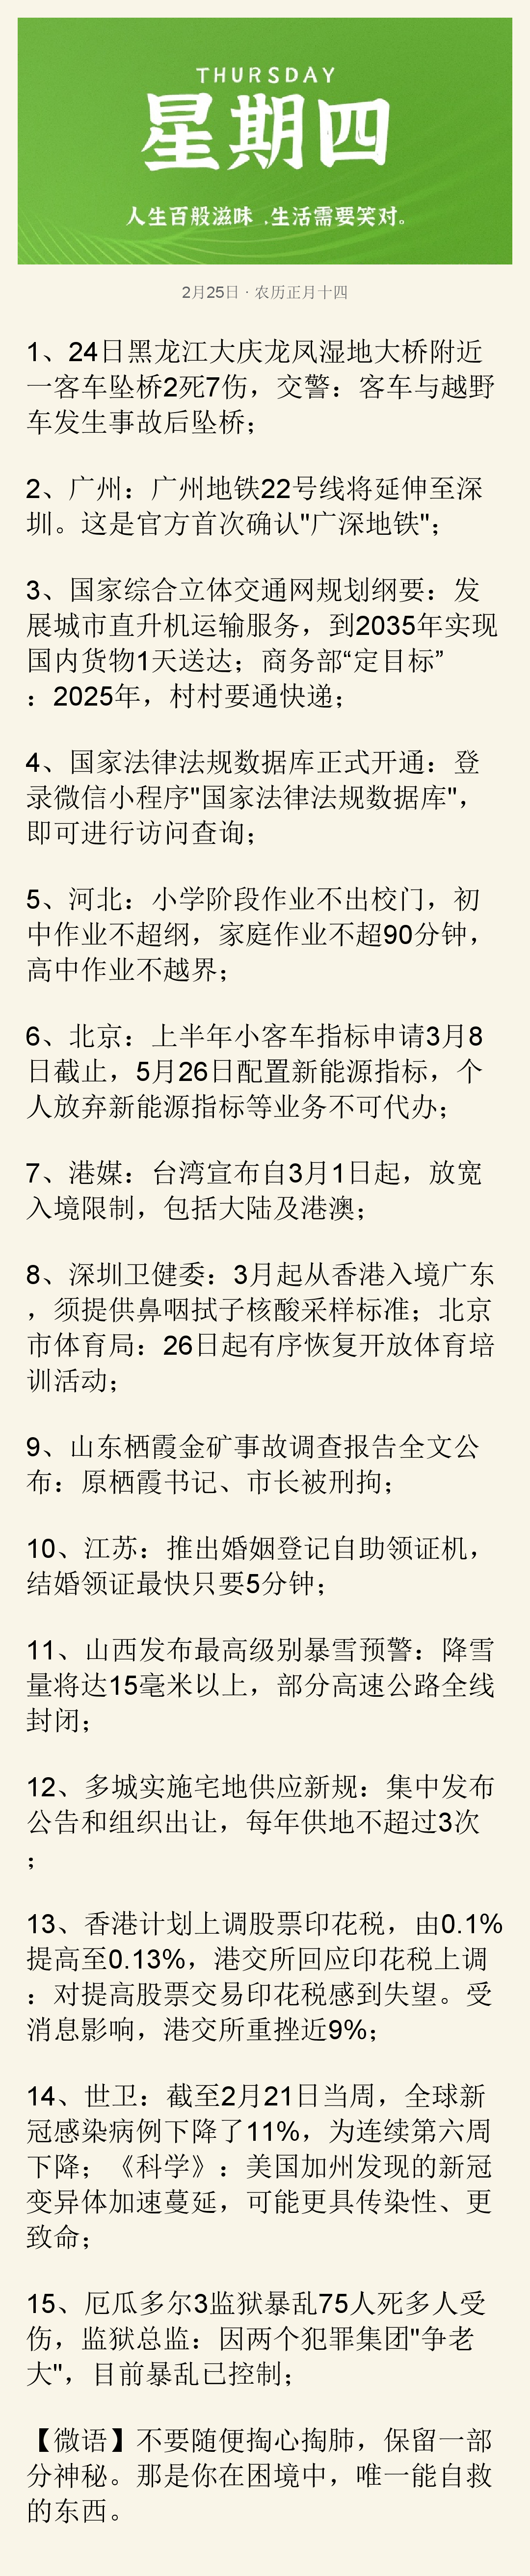 THURSDAY
星期四
人生百般滋味 ,生活需要笑对。
2月25日 · 农历正月十四
1、24日黑龙江大庆龙凤湿地大桥附近
一客车坠桥2死7伤，交警：客车与越野
车发生事故后坠桥；
2、广州：广州地铁22号线将延伸至深
圳。这是官方首次确认"广深地铁"；
3、国家综合立体交通网规划纲要：发
展城市直升机运输服务，到2035年实现
国内货物1天送达；商务部“定目标”
：2025年，村村要通快递；
4、国家法律法规数据库正式开通：登
录微信小程序"国家法律法规数据库"，
即可进行访问查询；
5、河北：小学阶段作业不出校门，初
中作业不超纲，家庭作业不超90分钟，
高中作业不越界；
6、北京：上半年小客车指标申请3月8
日截止，5月26日配置新能源指标，个
人放弃新能源指标等业务不可代办；
7、港媒：台湾宣布自3月1日起，放宽
入境限制，包括大陆及港澳；
8、深圳卫健委：3月起从香港入境广东
，须提供鼻咽拭子核酸采样标准；北京
市体育局：26日起有序恢复开放体育培
训活动；
9、山东栖霞金矿事故调查报告全文公
布：原栖霞书记、市长被刑拘；
10、江苏：推出婚姻登记自助领证机，
结婚领证最快只要5分钟；
11、山西发布最高级别暴雪预警：降雪
量将达15毫米以上，部分高速公路全线
封闭；
12、多城实施宅地供应新规：集中发布
公告和组织出让，每年供地不超过3次
；
13、香港计划上调股票印花税，由0.1%
提高至0.13%，港交所回应印花税上调
：对提高股票交易印花税感到失望。受
消息影响，港交所重挫近9%；
14、世卫：截至2月21日当周，全球新
冠感染病例下降了11%，为连续第六周
下降；《科学》：美国加州发现的新冠
变异体加速蔓延，可能更具传染性、更
致命；
15、厄瓜多尔3监狱暴乱75人死多人受
伤，监狱总监：因两个犯罪集团"争老
大"，目前暴乱已控制；
【微语】不要随便掏心掏肺，保留一部
分神秘。那是你在困境中，唯一能自救
的东西。